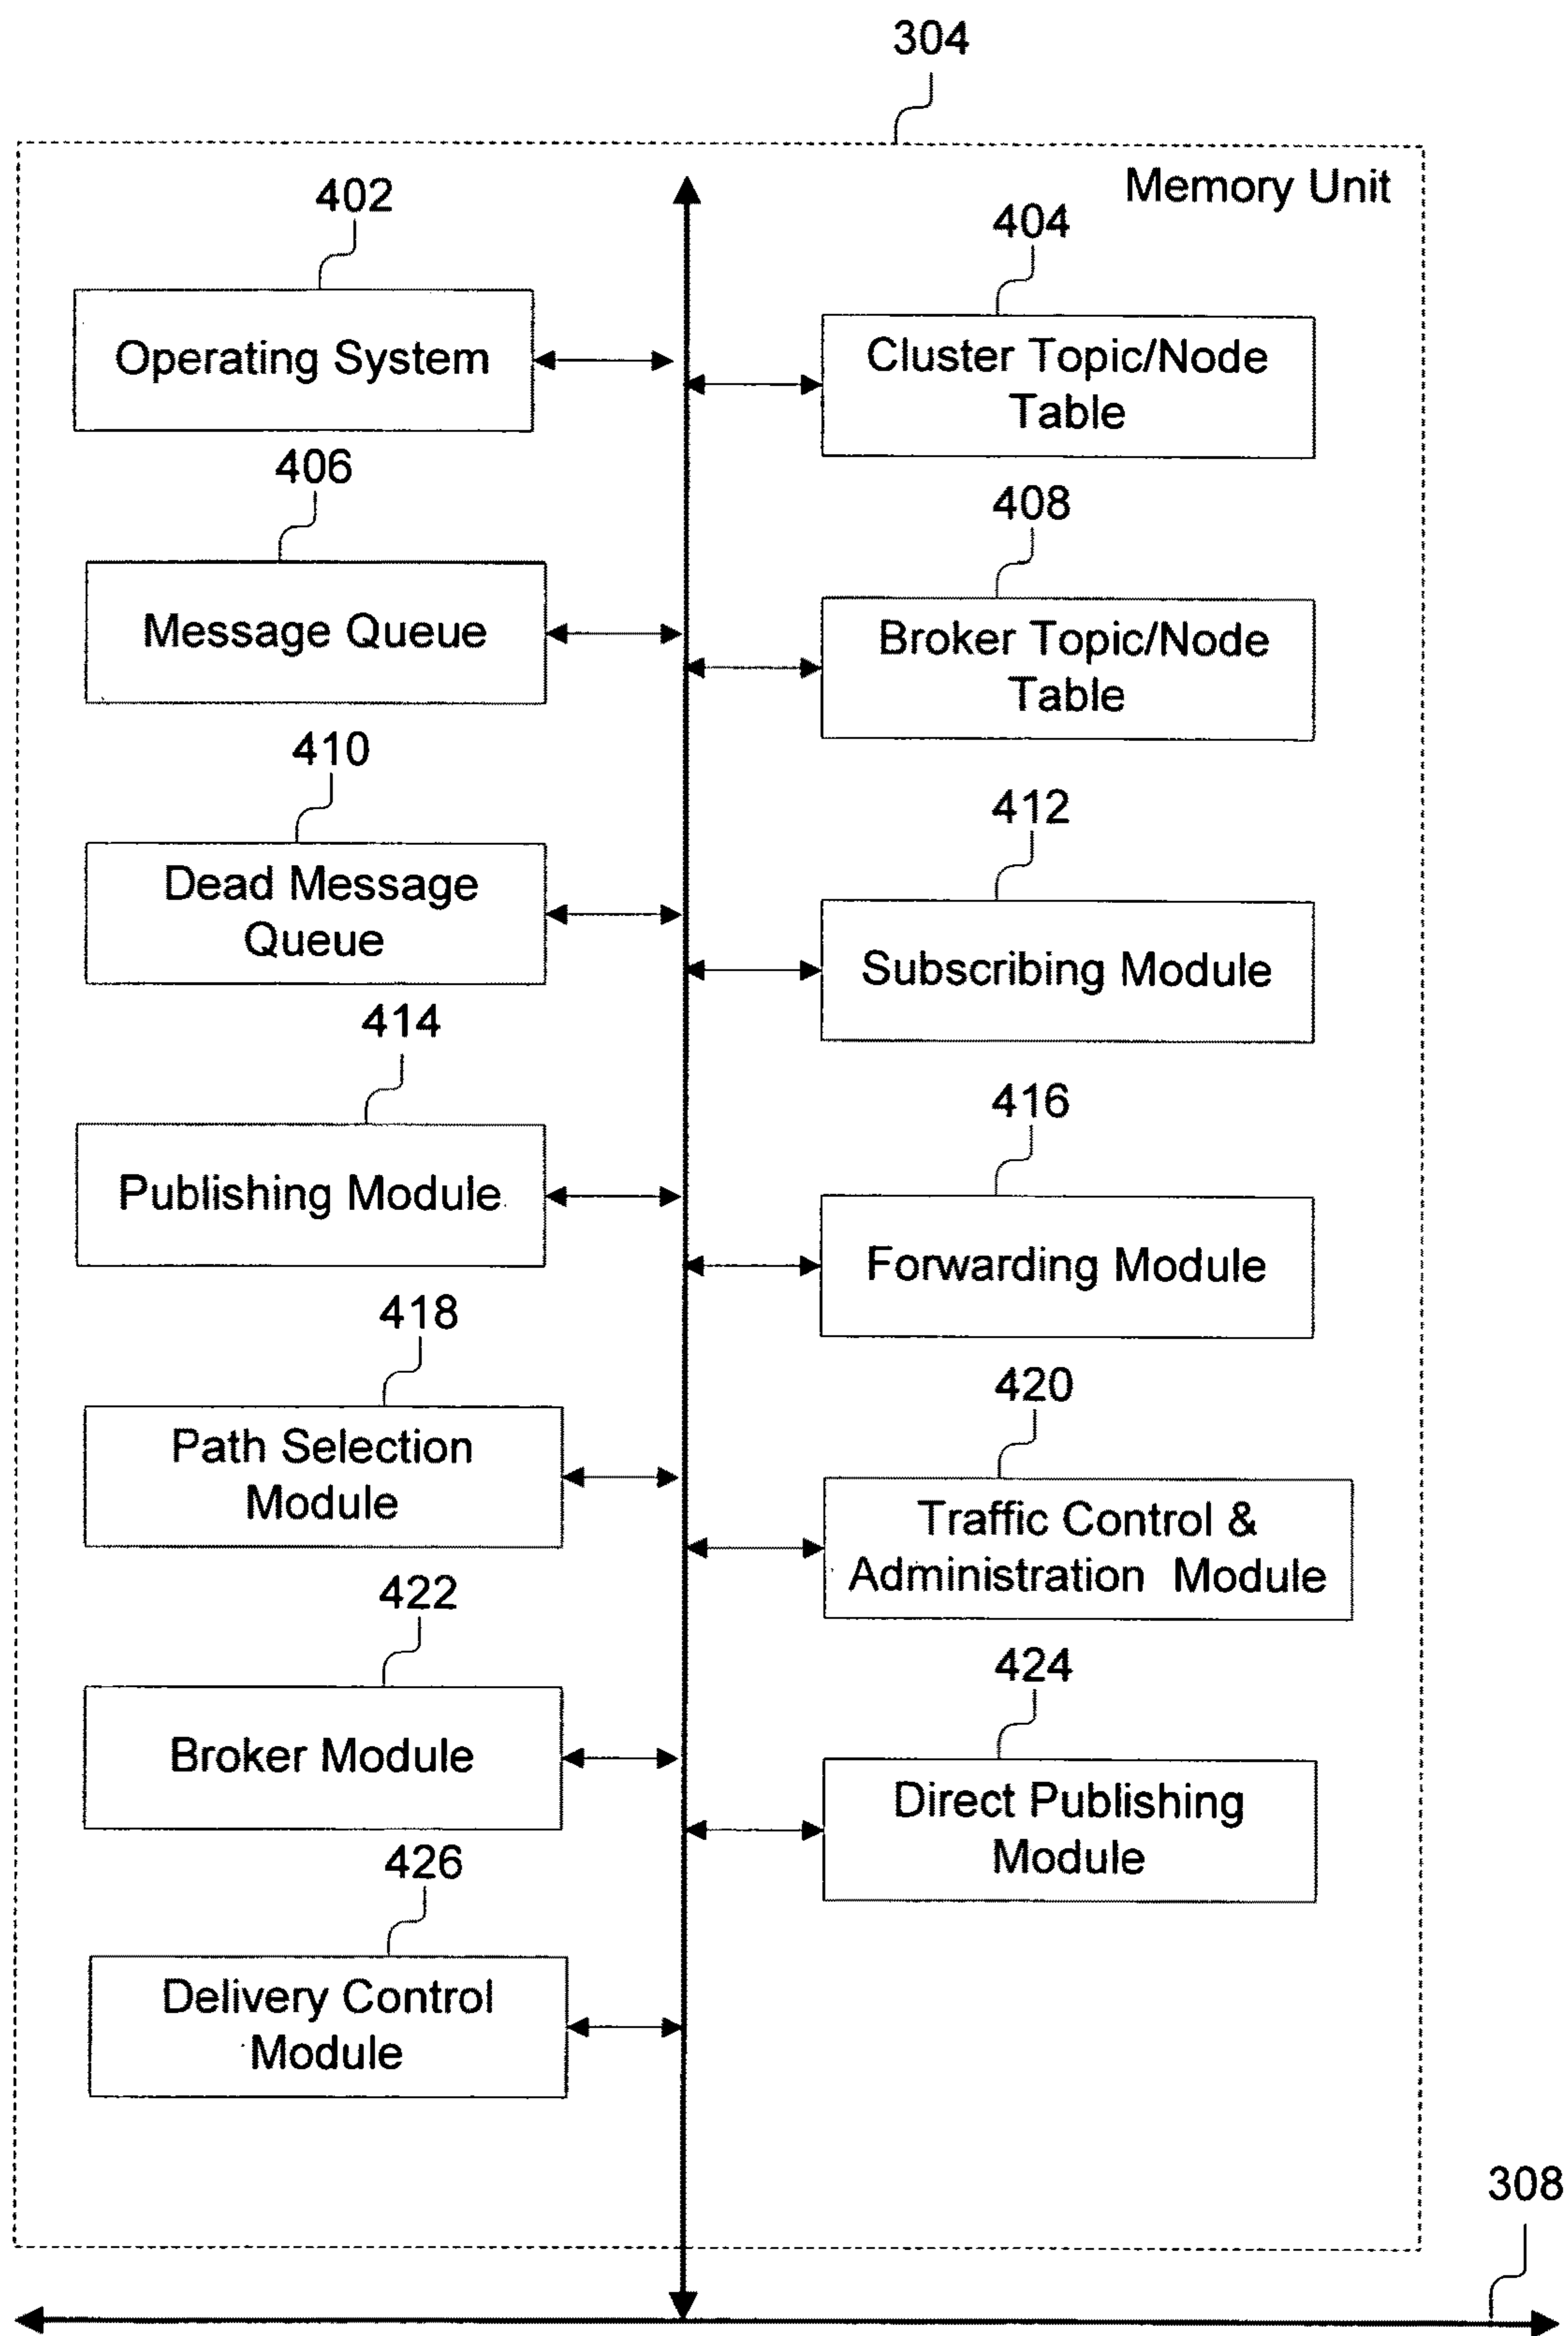 304
Memory Unit
402
404
Operating System
Cluster Topic/Node
Table
406
408
Message Queue
Broker Topic/Node
Table
410
412
Dead Message
Queue
Subscribing Module
414
416
Publishing Module
Forwarding Module
418
420
Path Selection
Module
Traffic Control &
Administration Module
422
424
Broker Module
Direct Publishing
Module
426
Delivery Control
Module
308